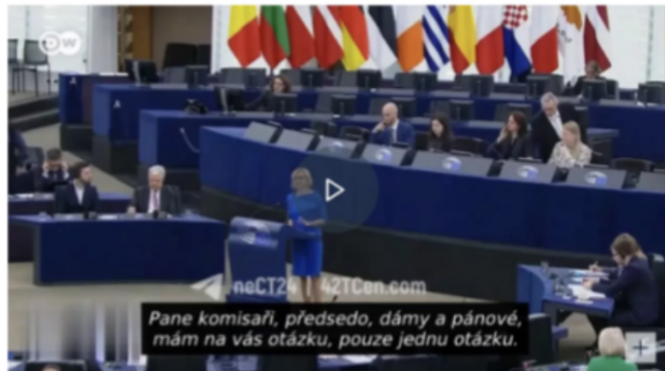 DW
neCT24 | 42TCen.com
Pane komisaři, předsedo, dámy a pánové,
mám na vás otázku, pouze jednu otázku.